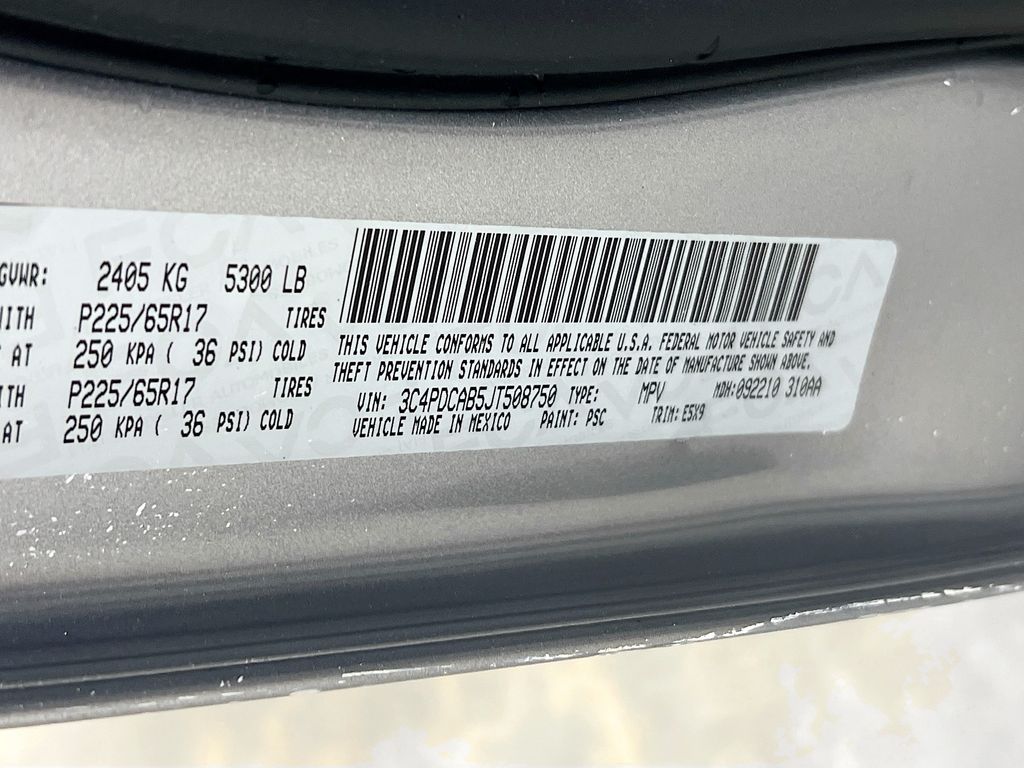 GVWR: 2405 KG 5300 LB
WITH P225/65R17 TIRES
AT 250 KPA ( 36 PSI) COLD
WITH P225/65R17 TIRES
AT 250 KPA ( 36 PSI) COLD
THIS VEHICLE CONFORMS TO ALL APPLICABLE U.S.A. FEDERAL MOTOR VEHICLE SAFETY AND
THEFT PREVENTION STANDARDS IN EFFECT ON THE DATE OF MANUFACTURE SHOWN ABOVE.
VIN: 3C4PDCAB5JT508750 TYPE: MPV MDH:092210 310AA
VEHICLE MADE IN MEXICO PAINT: PSC TRIM: E5X9